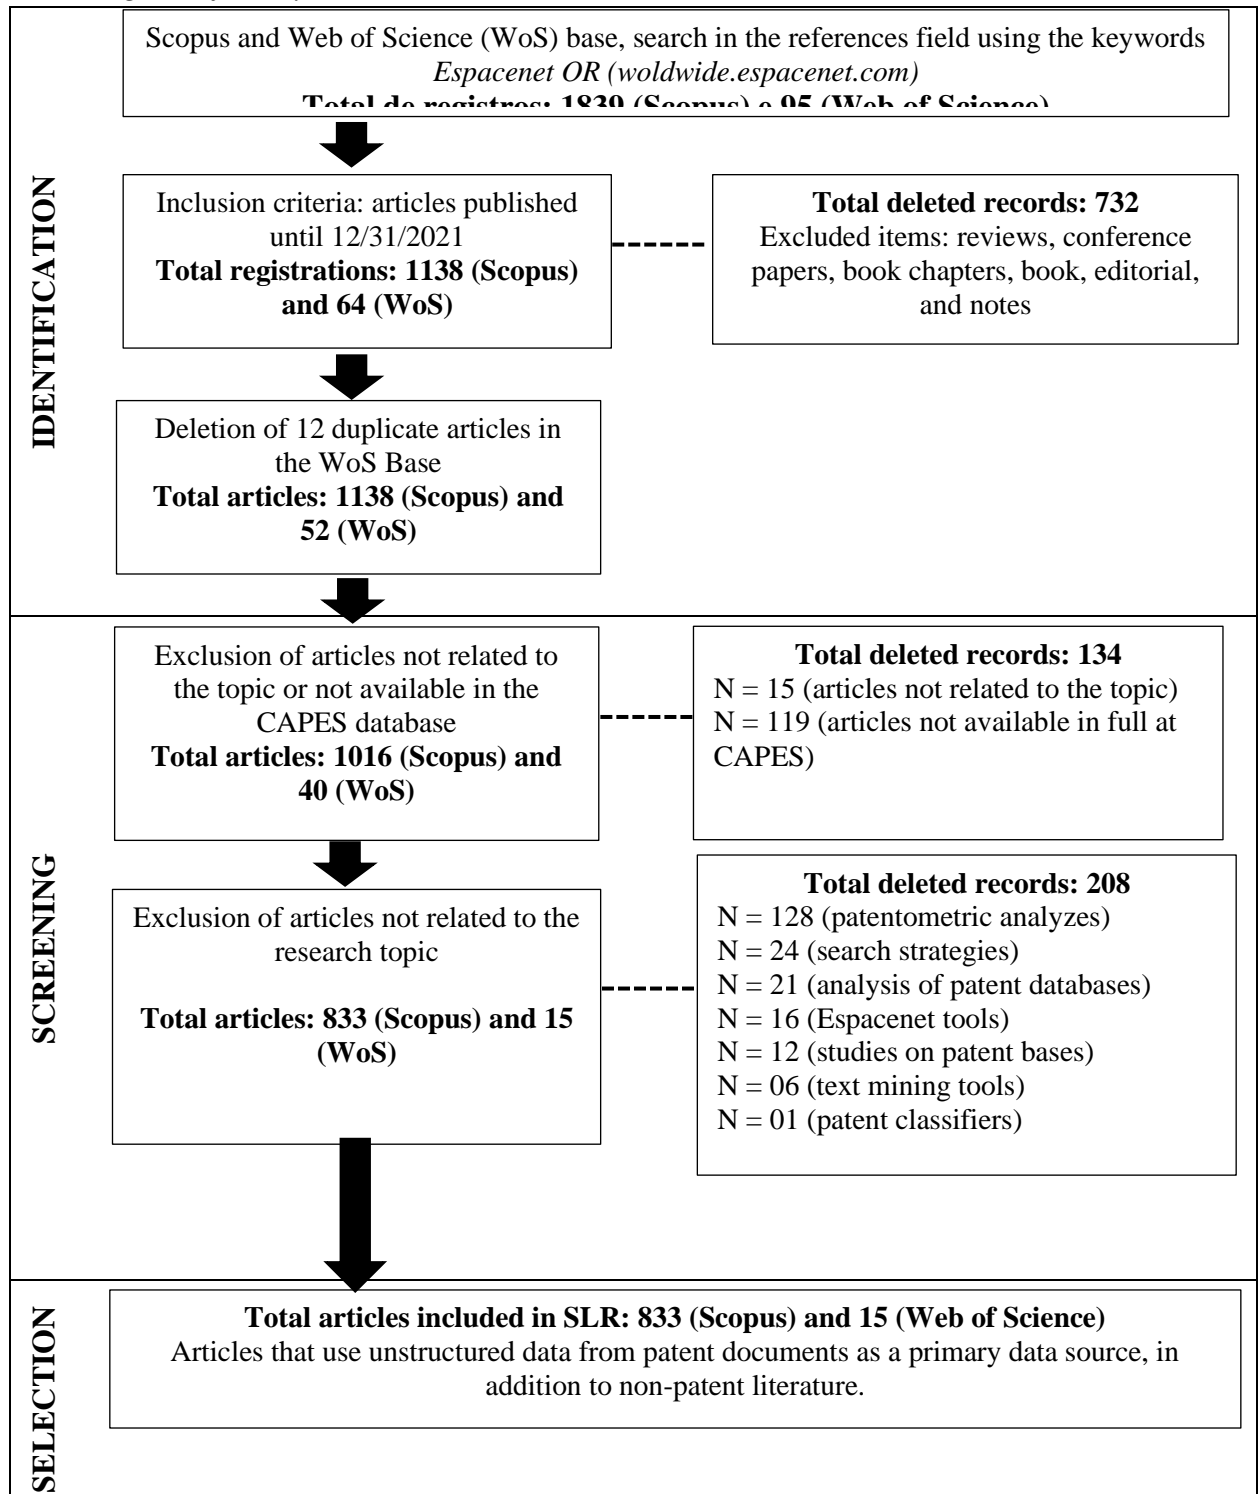 Scopus and Web of Science (WoS) base, search in the references field using the keywords
Espacenet OR (woldwide.espacenet.com)
Total de registros: 1839 (Scopus) e 95 (Web of Science)
IDENTIFICATION
Inclusion criteria: articles published
until 12/31/2021
Total registrations: 1138 (Scopus)
and 64 (WoS)
Total deleted records: 732
Excluded items: reviews, conference
papers, book chapters, book, editorial,
and notes
Deletion of 12 duplicate articles in
the WoS Base
Total articles: 1138 (Scopus) and
52 (WoS)
SCREENING
Exclusion of articles not related to
the topic or not available in the
CAPES database
Total articles: 1016 (Scopus) and
40 (WoS)
Total deleted records: 134
N = 15 (articles not related to the topic)
N = 119 (articles not available in full at
CAPES)
Exclusion of articles not related to the
research topic
Total articles: 833 (Scopus) and 15
(WoS)
Total deleted records: 208
N = 128 (patentometric analyzes)
N = 24 (search strategies)
N = 21 (analysis of patent databases)
N = 16 (Espacenet tools)
N = 12 (studies on patent bases)
N = 06 (text mining tools)
N = 01 (patent classifiers)
SELECTION
Total articles included in SLR: 833 (Scopus) and 15 (Web of Science)
Articles that use unstructured data from patent documents as a primary data source, in
addition to non-patent literature.